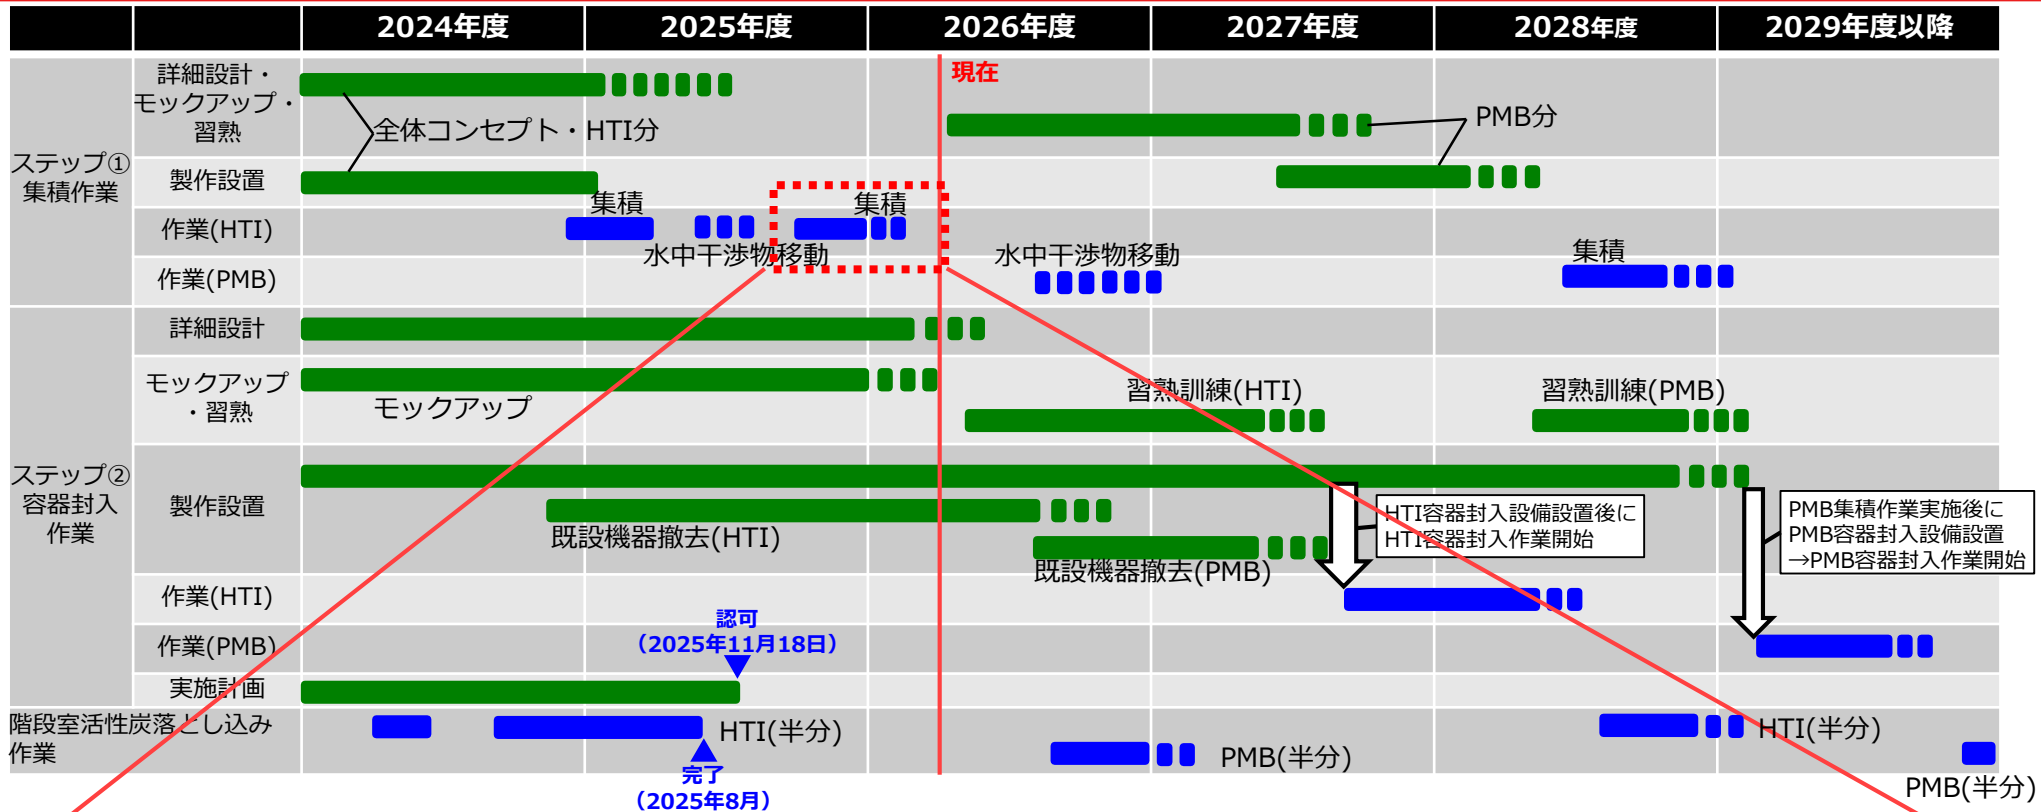 2024年度
2025年度
2026年度
2027年度
2028年度
2029年度以降
ステップ①
集積作業
詳細設計・
モックアップ・
習熟
現在
全体コンセプト・HTI分
PMB分
製作設置
作業(HTI)
集積
水中干渉物移動
集積
作業(PMB)
水中干渉物移動
集積
ステップ②
容器封入
作業
詳細設計
モックアップ
・習熟
モックアップ
習熟訓練(HTI)
習熟訓練(PMB)
製作設置
既設機器撤去(HTI)
既設機器撤去(PMB)
HTI容器封入設備設置後に
HTI容器封入作業開始
PMB集積作業実施後に
PMB容器封入設備設置
→PMB容器封入作業開始
作業(HTI)
作業(PMB)
認可
（2025年11月18日）
実施計画
階段室活性炭落とし込み
作業
HTI(半分)
完了
（2025年8月）
PMB(半分)
HTI(半分)
PMB(半分)